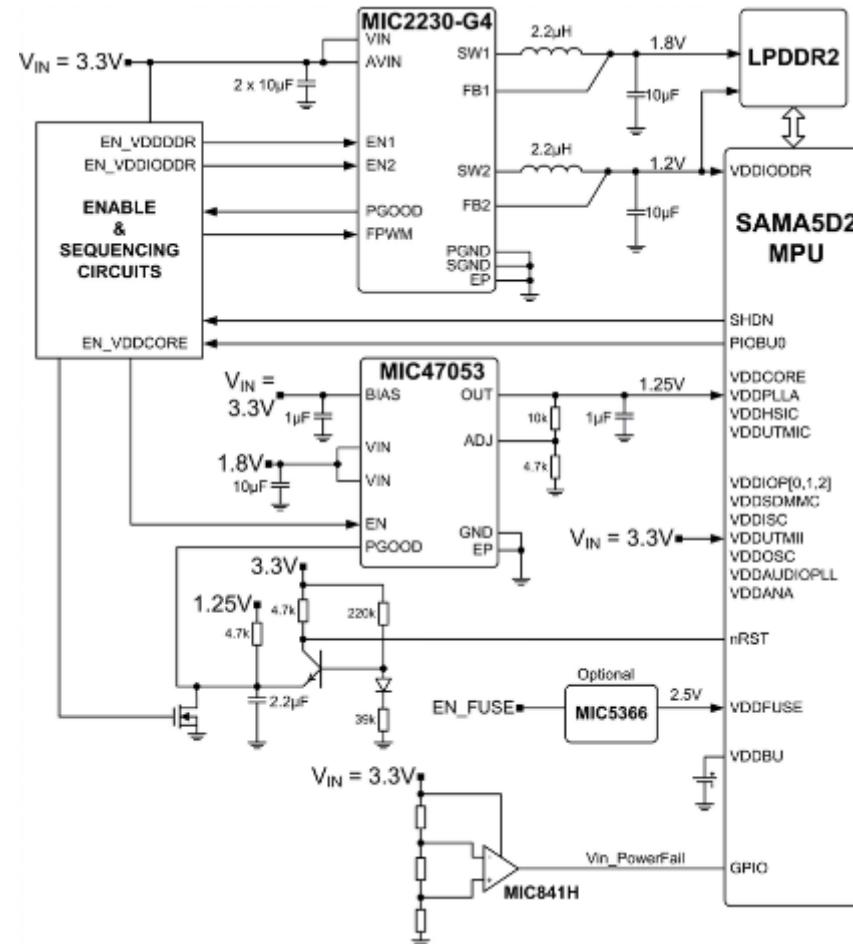 MIC2230-G4
VIN
V_IN = 3.3V
AVIN
2 x 10µF
SW1
2.2µH
1.8V
FB1
10µF
LPDDR2
EN_VDDDDR
EN1
EN_VDDIODDR
EN2
SW2
2.2µH
1.2V
VDDIODDR
FB2
10µF
ENABLE
&
SEQUENCING
CIRCUITS
PGOOD
FPWM
PGND
SGND
EP
SAMA5D2
MPU
SHDN
EN_VDDCORE
PIOBU0
MIC47053
V_IN =
3.3V
BIAS
1µF
OUT
1.25V
10k
1µF
ADJ
4.7k
VIN
1.8V
VIN
10µF
EN
PGOOD
GND
EP
VDDCORE
VDDPLLA
VDDHSIC
VDDUTMIC
VDDIOP[0,1,2]
VDDSDMMC
VDDISC
V_IN = 3.3V
VDDUTMII
VDDOSC
VDDAUDIOPLL
VDDANA
3.3V
1.25V
4.7k
4.7k
220k
nRST
2.2µF
39k
Optional
EN_FUSE
MIC5366
2.5V
VDDFUSE
VDDBU
V_IN = 3.3V
-
+
MIC841H
Vin_PowerFail
GPIO